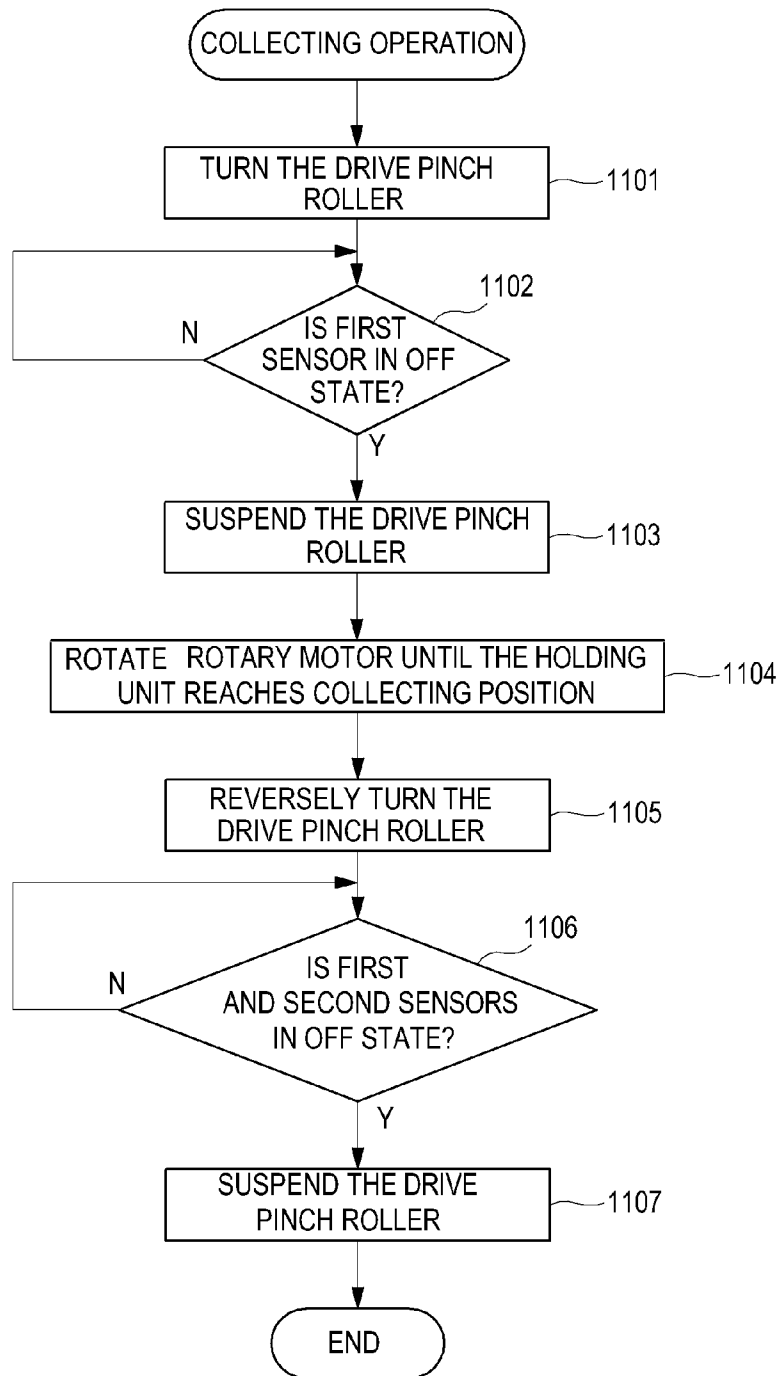 COLLECTING OPERATION
TURN THE DRIVE PINCH
ROLLER
1101
1102
IS FIRST
SENSOR IN OFF
STATE?
N
Y
SUSPEND THE DRIVE PINCH
ROLLER
1103
ROTATE ROTARY MOTOR UNTIL THE HOLDING
UNIT REACHES COLLECTING POSITION
1104
REVERSELY TURN THE
DRIVE PINCH ROLLER
1105
1106
IS FIRST
AND SECOND SENSORS
IN OFF STATE?
N
Y
SUSPEND THE DRIVE
PINCH ROLLER
1107
END